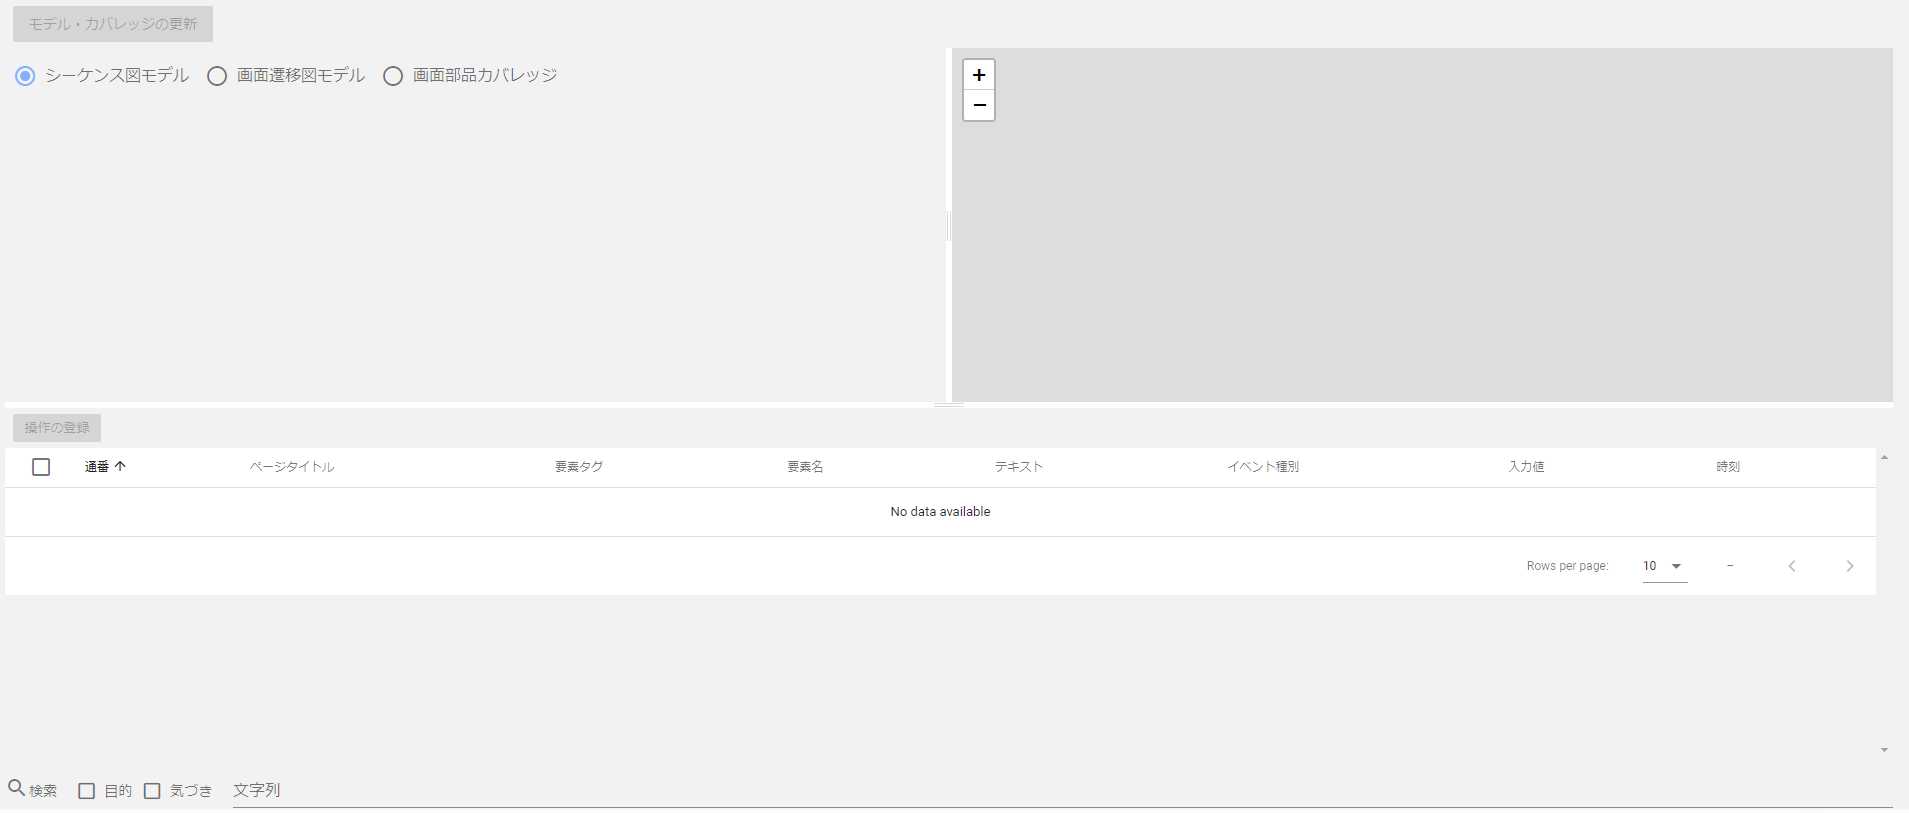 モデル・カバレッジの更新
シーケンス図モデル 画面遷移図モデル 画面部品カバレッジ
+
−
操作の登録
通番 ページタイトル 要素タグ 要素名 テキスト イベント種別 入力値 時刻
No data available
Rows per page: 10 –
検索 目的 気づき 文字列